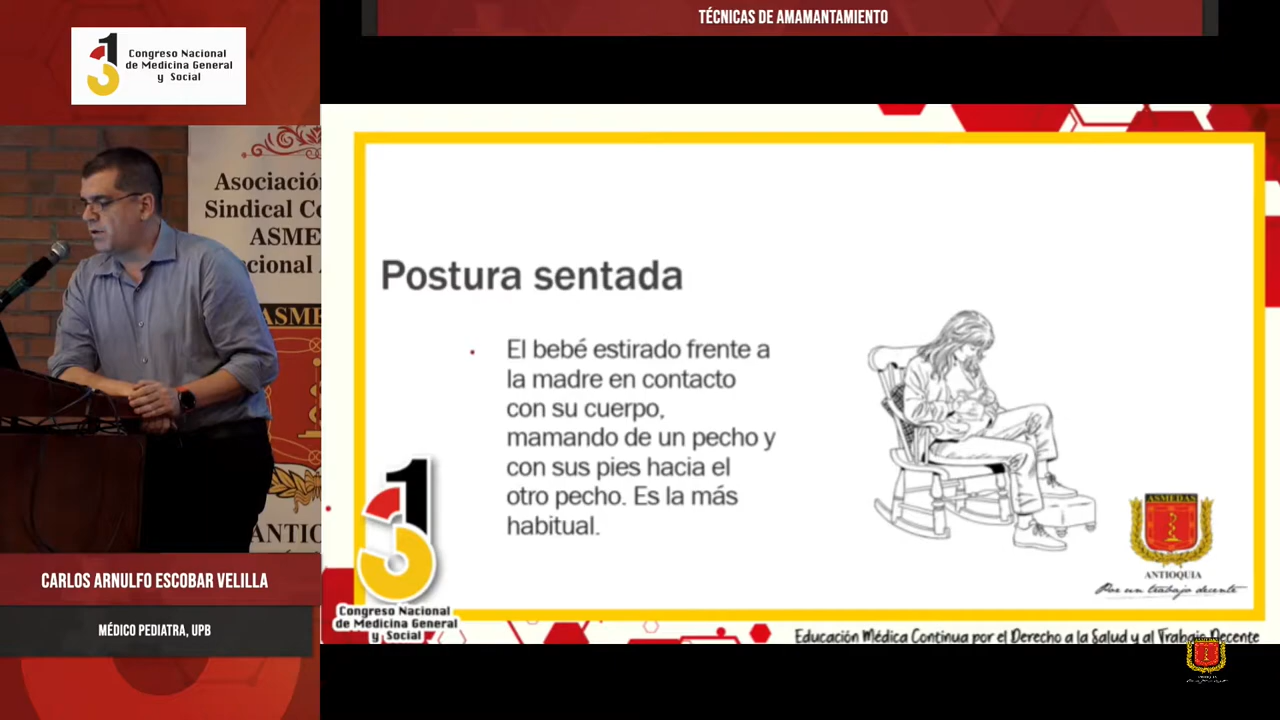 TÉCNICAS DE AMAMANTAMIENTO
Congreso Nacional
de Medicina General
y Social
Asociación
Sindical Co
ASME
cional
ASME
ANTIO
CARLOS ARNULFO ESCOBAR VELILLA
MÉDICO PEDIATRA, UPB
Postura sentada
El bebé estirado frente a
la madre en contacto
con su cuerpo,
mamando de un pecho y
con sus pies hacia el
otro pecho. Es la más
habitual.
31
Congreso Nacional
de Medicina General
y Social
ASMEDAS
ANTIOQUIA
Por un trabajo decente
Educación Médica Continua por el Derecho a la Salud y al Trabajo Decente